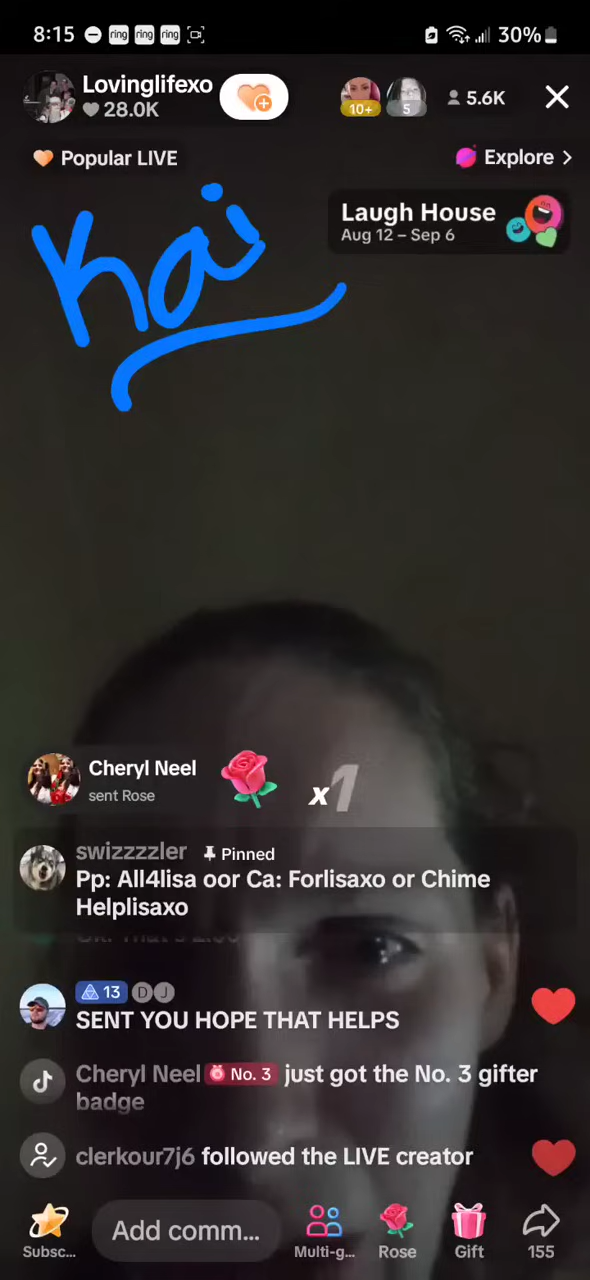 8:15 ring ring ring 30%
Lovinglifexo
28.0K
10+ 5 5.6K
Popular LIVE Explore >
Kai
Laugh House
Aug 12 – Sep 6
Cheryl Neel
sent Rose
x1
swizzzzler Pinned
Pp: All4lisa oor Ca: Forlisaxo or Chime
Helplisaxo
13 D J
SENT YOU HOPE THAT HELPS
Cheryl Neel No. 3 just got the No. 3 gifter
badge
clerkour7j6 followed the LIVE creator
Subsc... Add comm... Multi-g... Rose Gift 155